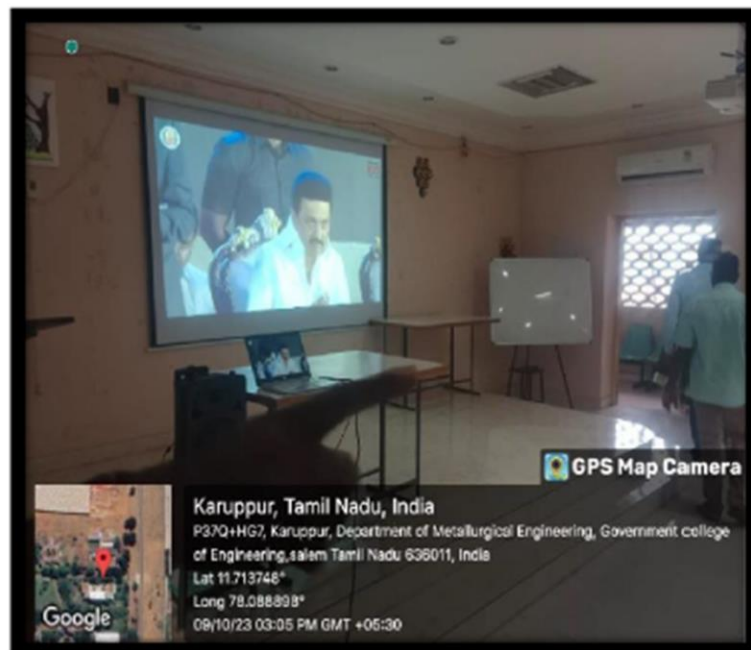 GPS Map Camera
Karuppur, Tamil Nadu, India
P37Q+HG7, Karuppur, Department of Metallurgical Engineering, Government college
of Engineering,salem Tamil Nadu 636011, India
Lat 11.713748°
Long 78.088898°
09/10/23 03:05 PM GMT +05:30
Google